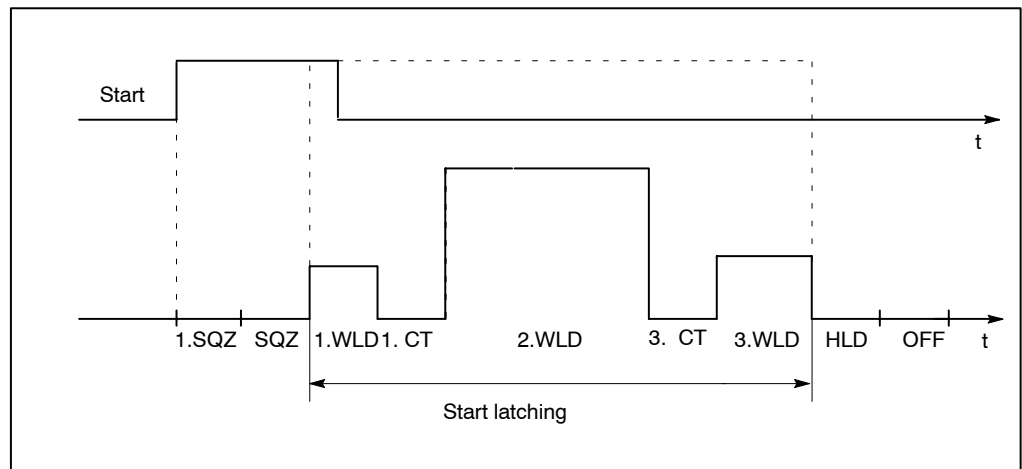 Start
t
1.SQZ SQZ 1.WLD 1. CT 2.WLD 3. CT 3.WLD HLD OFF t
Start latching